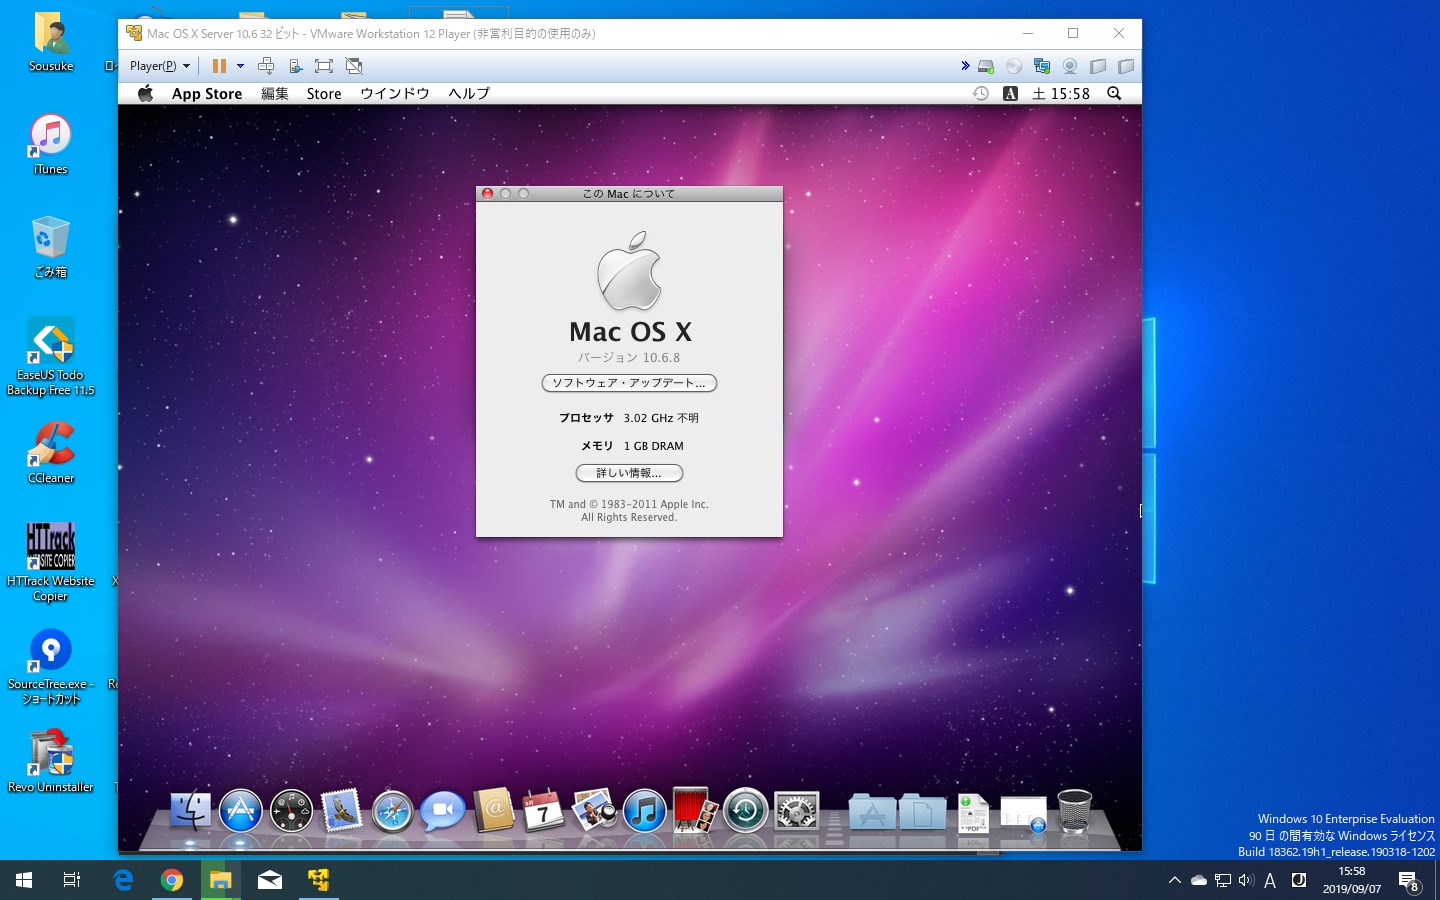 Mac OS X Server 10.6 32 ビット - VMware Workstation 12 Player (非営利目的の使用のみ)
Player(P)
App Store 編集 Store ウインドウ ヘルプ
A 土 15:58
この Mac について
Mac OS X
バージョン 10.6.8
ソフトウェア・アップデート...
プロセッサ 3.02 GHz 不明
メモリ 1 GB DRAM
詳しい情報...
TM and © 1983-2011 Apple Inc.
All Rights Reserved.
Sousuke
iTunes
ごみ箱
EaseUS Todo
Backup Free 11.5
CCleaner
HTTrack
WEBSITE COPIER
HTTrack Website
Copier
SourceTree.exe -
ショートカット
Revo Uninstaller
7
PDF
Windows 10 Enterprise Evaluation
90 日 の間有効な Windows ライセンス
Build 18362.19h1_release.190318-1202
A
15:58
2019/09/07
8